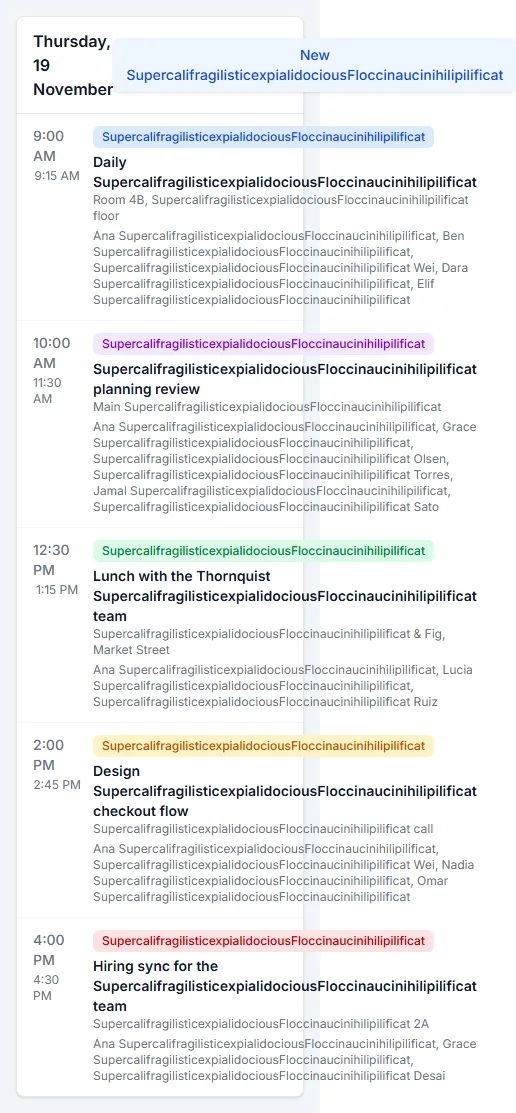 Thursday,
19
November
New
SupercalifragilisticexpialidociousFloccinaucinihilipilificat
9:00
AM
9:15 AM
SupercalifragilisticexpialidociousFloccinaucinihilipilificat
Daily
SupercalifragilisticexpialidociousFloccinaucinihilipilificat
Room 4B, SupercalifragilisticexpialidociousFloccinaucinihilipilificat
floor
Ana SupercalifragilisticexpialidociousFloccinaucinihilipilificat, Ben
SupercalifragilisticexpialidociousFloccinaucinihilipilificat,
SupercalifragilisticexpialidociousFloccinaucinihilipilificat Wei, Dara
SupercalifragilisticexpialidociousFloccinaucinihilipilificat, Elif
SupercalifragilisticexpialidociousFloccinaucinihilipilificat
10:00
AM
11:30
AM
SupercalifragilisticexpialidociousFloccinaucinihilipilificat
SupercalifragilisticexpialidociousFloccinaucinihilipilificat
planning review
Main SupercalifragilisticexpialidociousFloccinaucinihilipilificat
Ana SupercalifragilisticexpialidociousFloccinaucinihilipilificat, Grace
SupercalifragilisticexpialidociousFloccinaucinihilipilificat,
SupercalifragilisticexpialidociousFloccinaucinihilipilificat Olsen,
SupercalifragilisticexpialidociousFloccinaucinihilipilificat Torres,
Jamal SupercalifragilisticexpialidociousFloccinaucinihilipilificat,
SupercalifragilisticexpialidociousFloccinaucinihilipilificat Sato
12:30
PM
1:15 PM
SupercalifragilisticexpialidociousFloccinaucinihilipilificat
Lunch with the Thornquist
SupercalifragilisticexpialidociousFloccinaucinihilipilificat
team
SupercalifragilisticexpialidociousFloccinaucinihilipilificat & Fig,
Market Street
Ana SupercalifragilisticexpialidociousFloccinaucinihilipilificat, Lucia
SupercalifragilisticexpialidociousFloccinaucinihilipilificat,
SupercalifragilisticexpialidociousFloccinaucinihilipilificat Ruiz
2:00
PM
2:45 PM
SupercalifragilisticexpialidociousFloccinaucinihilipilificat
Design
SupercalifragilisticexpialidociousFloccinaucinihilipilificat
checkout flow
SupercalifragilisticexpialidociousFloccinaucinihilipilificat call
Ana SupercalifragilisticexpialidociousFloccinaucinihilipilificat,
SupercalifragilisticexpialidociousFloccinaucinihilipilificat Wei, Nadia
SupercalifragilisticexpialidociousFloccinaucinihilipilificat, Omar
SupercalifragilisticexpialidociousFloccinaucinihilipilificat
4:00
PM
4:30
PM
SupercalifragilisticexpialidociousFloccinaucinihilipilificat
Hiring sync for the
SupercalifragilisticexpialidociousFloccinaucinihilipilificat
team
SupercalifragilisticexpialidociousFloccinaucinihilipilificat 2A
Ana SupercalifragilisticexpialidociousFloccinaucinihilipilificat, Grace
SupercalifragilisticexpialidociousFloccinaucinihilipilificat,
SupercalifragilisticexpialidociousFloccinaucinihilipilificat Desai